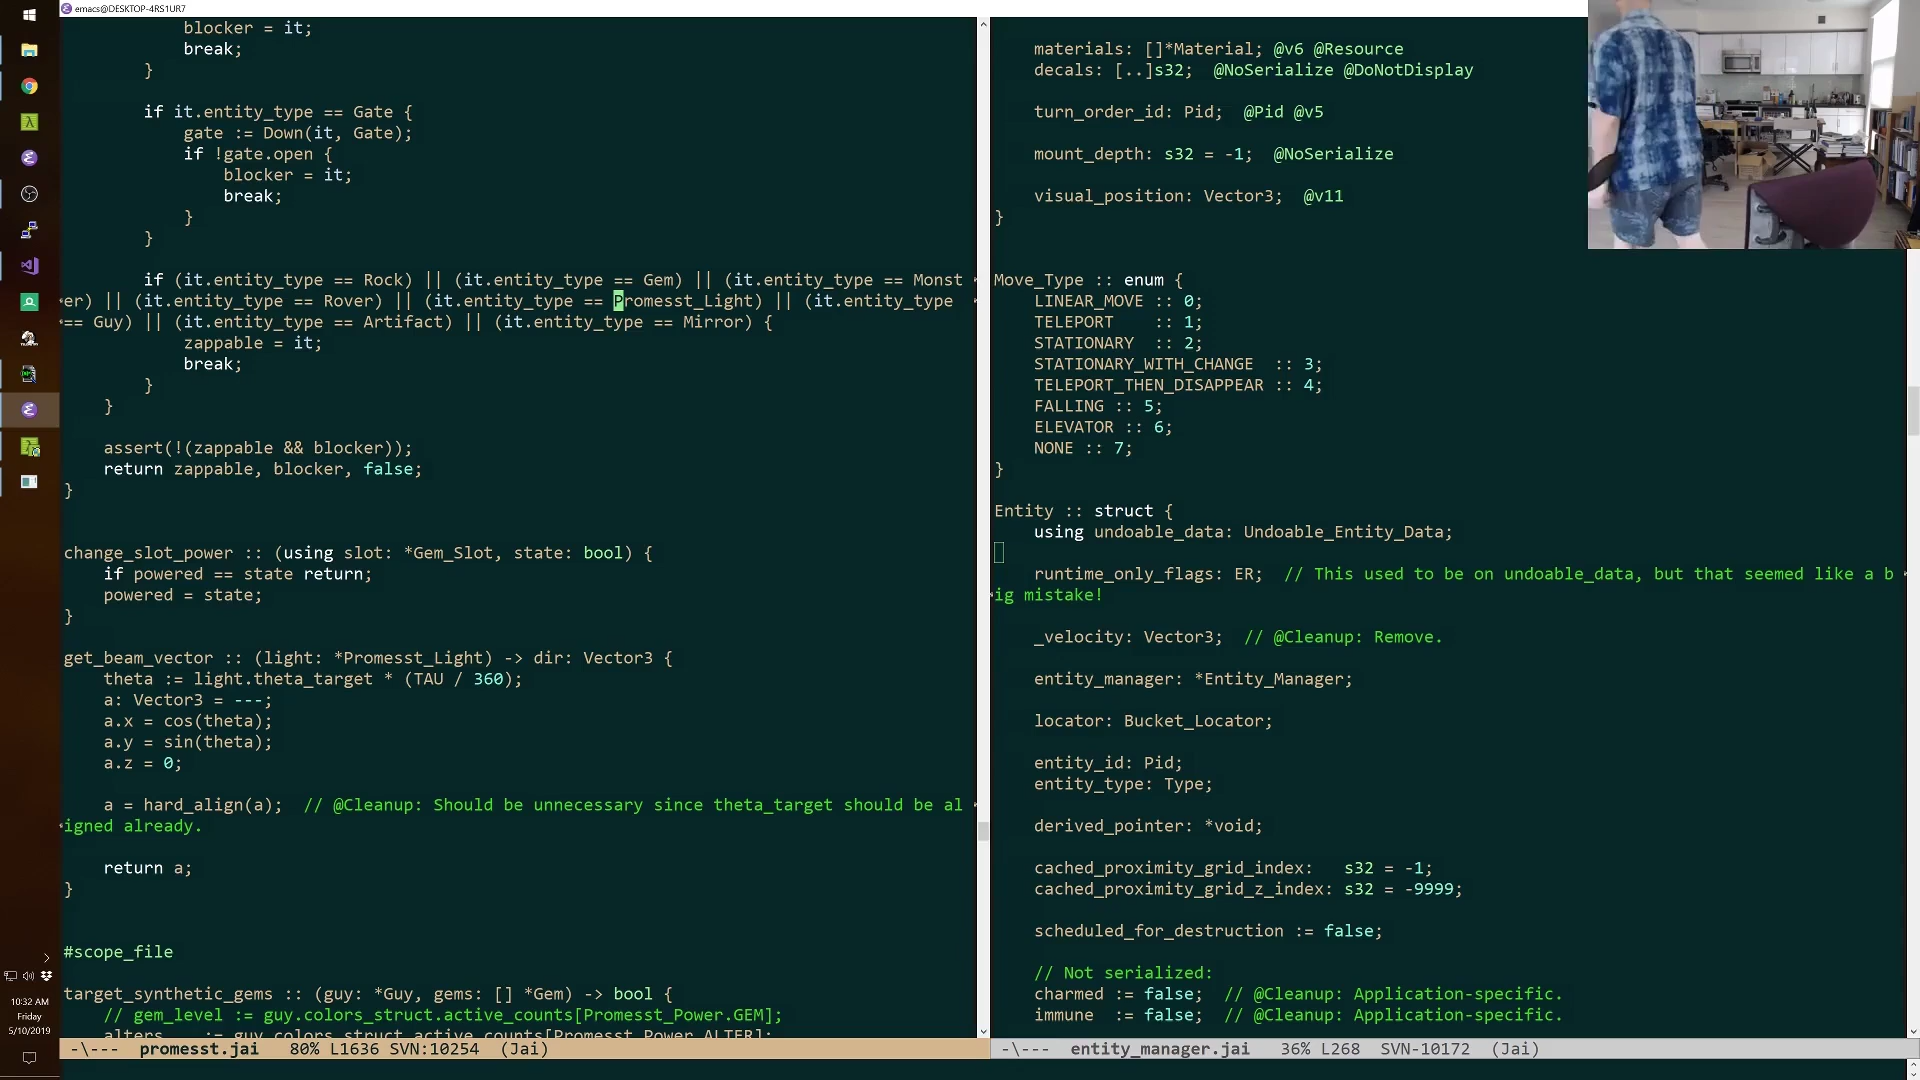 emacs@DESKTOP-4RS1UR7
blocker = it;
break;
}
if it.entity_type == Gate {
gate := Down(it, Gate);
if !gate.open {
blocker = it;
break;
}
}
if (it.entity_type == Rock) || (it.entity_type == Gem) || (it.entity_type == Monst
er) || (it.entity_type == Rover) || (it.entity_type == Promesst_Light) || (it.entity_type
== Guy) || (it.entity_type == Artifact) || (it.entity_type == Mirror) {
zappable = it;
break;
}
}
assert(!(zappable && blocker));
return zappable, blocker, false;
}
change_slot_power :: (using slot: *Gem_Slot, state: bool) {
if powered == state return;
powered = state;
}
get_beam_vector :: (light: *Promesst_Light) -> dir: Vector3 {
theta := light.theta_target * (TAU / 360);
a: Vector3 = ---;
a.x = cos(theta);
a.y = sin(theta);
a.z = 0;
a = hard_align(a);  // @Cleanup: Should be unnecessary since theta_target should be al
igned already.
return a;
}
#scope_file
target_synthetic_gems :: (guy: *Guy, gems: [] *Gem) -> bool {
// gem_level := guy.colors_struct.active_counts[Promesst_Power.GEM];
alters    := guy.colors_struct.active_counts[Promesst_Power.ALTER];
-\---  promesst.jai   80% L1636 SVN:10254  (Jai)
materials: []*Material; @v6 @Resource
decals: [..]s32;  @NoSerialize @DoNotDisplay
turn_order_id: Pid;  @Pid @v5
mount_depth: s32 = -1;  @NoSerialize
visual_position: Vector3;  @v11
}
Move_Type :: enum {
LINEAR_MOVE :: 0;
TELEPORT    :: 1;
STATIONARY  :: 2;
STATIONARY_WITH_CHANGE  :: 3;
TELEPORT_THEN_DISAPPEAR :: 4;
FALLING :: 5;
ELEVATOR :: 6;
NONE :: 7;
}
Entity :: struct {
using undoable_data: Undoable_Entity_Data;
runtime_only_flags: ER;  // This used to be on undoable_data, but that seemed like a b
ig mistake!
_velocity: Vector3;  // @Cleanup: Remove.
entity_manager: *Entity_Manager;
locator: Bucket_Locator;
entity_id: Pid;
entity_type: Type;
derived_pointer: *void;
cached_proximity_grid_index:   s32 = -1;
cached_proximity_grid_z_index: s32 = -9999;
scheduled_for_destruction := false;
// Not serialized:
charmed := false;  // @Cleanup: Application-specific.
immune  := false;  // @Cleanup: Application-specific.
-\---  entity_manager.jai   36% L268  SVN-10172  (Jai)
10:32 AM
Friday
5/10/2019